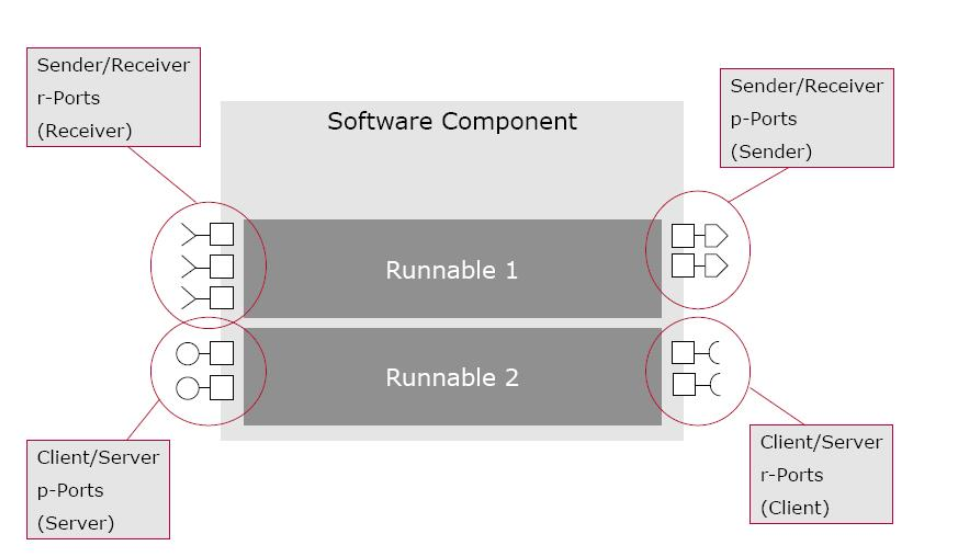 Sender/Receiver
r-Ports
(Receiver)
Sender/Receiver
p-Ports
(Sender)
Software Component
Runnable 1
Runnable 2
Client/Server
p-Ports
(Server)
Client/Server
r-Ports
(Client)